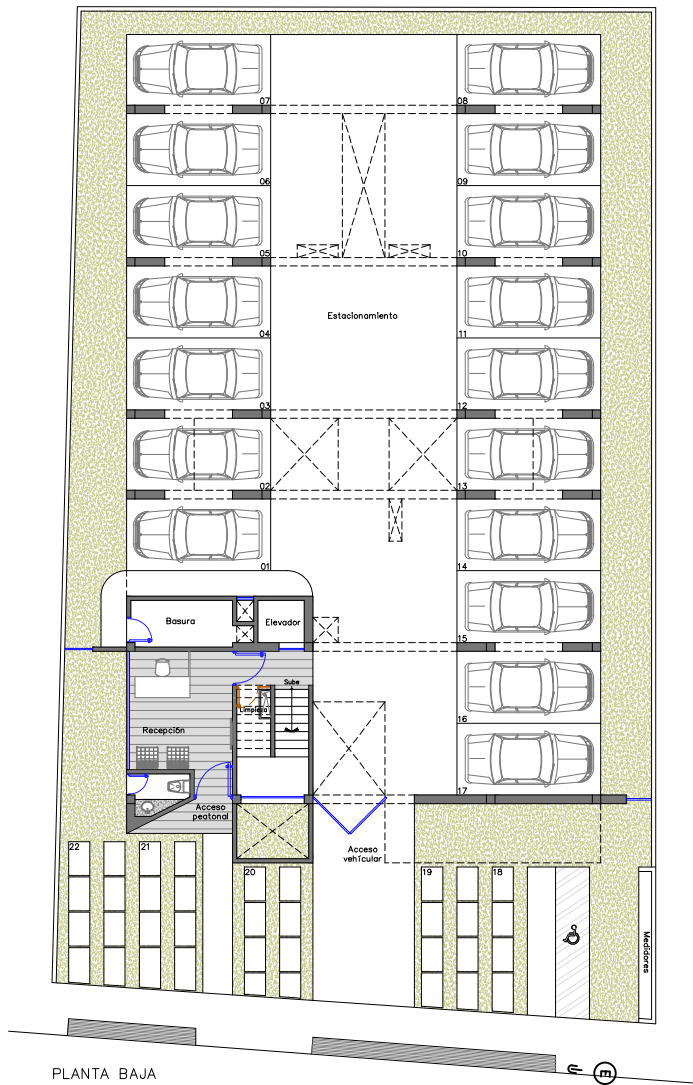 07
08
06
09
05
10
Estacionamiento
04
11
03
12
02
13
01
14
Basura
Elevador
15
Sube
Limpieza
16
Recepción
17
Acceso
peatonal
Acceso
vehícular
22
21
20
19
18
Medidores
E
PLANTA BAJA